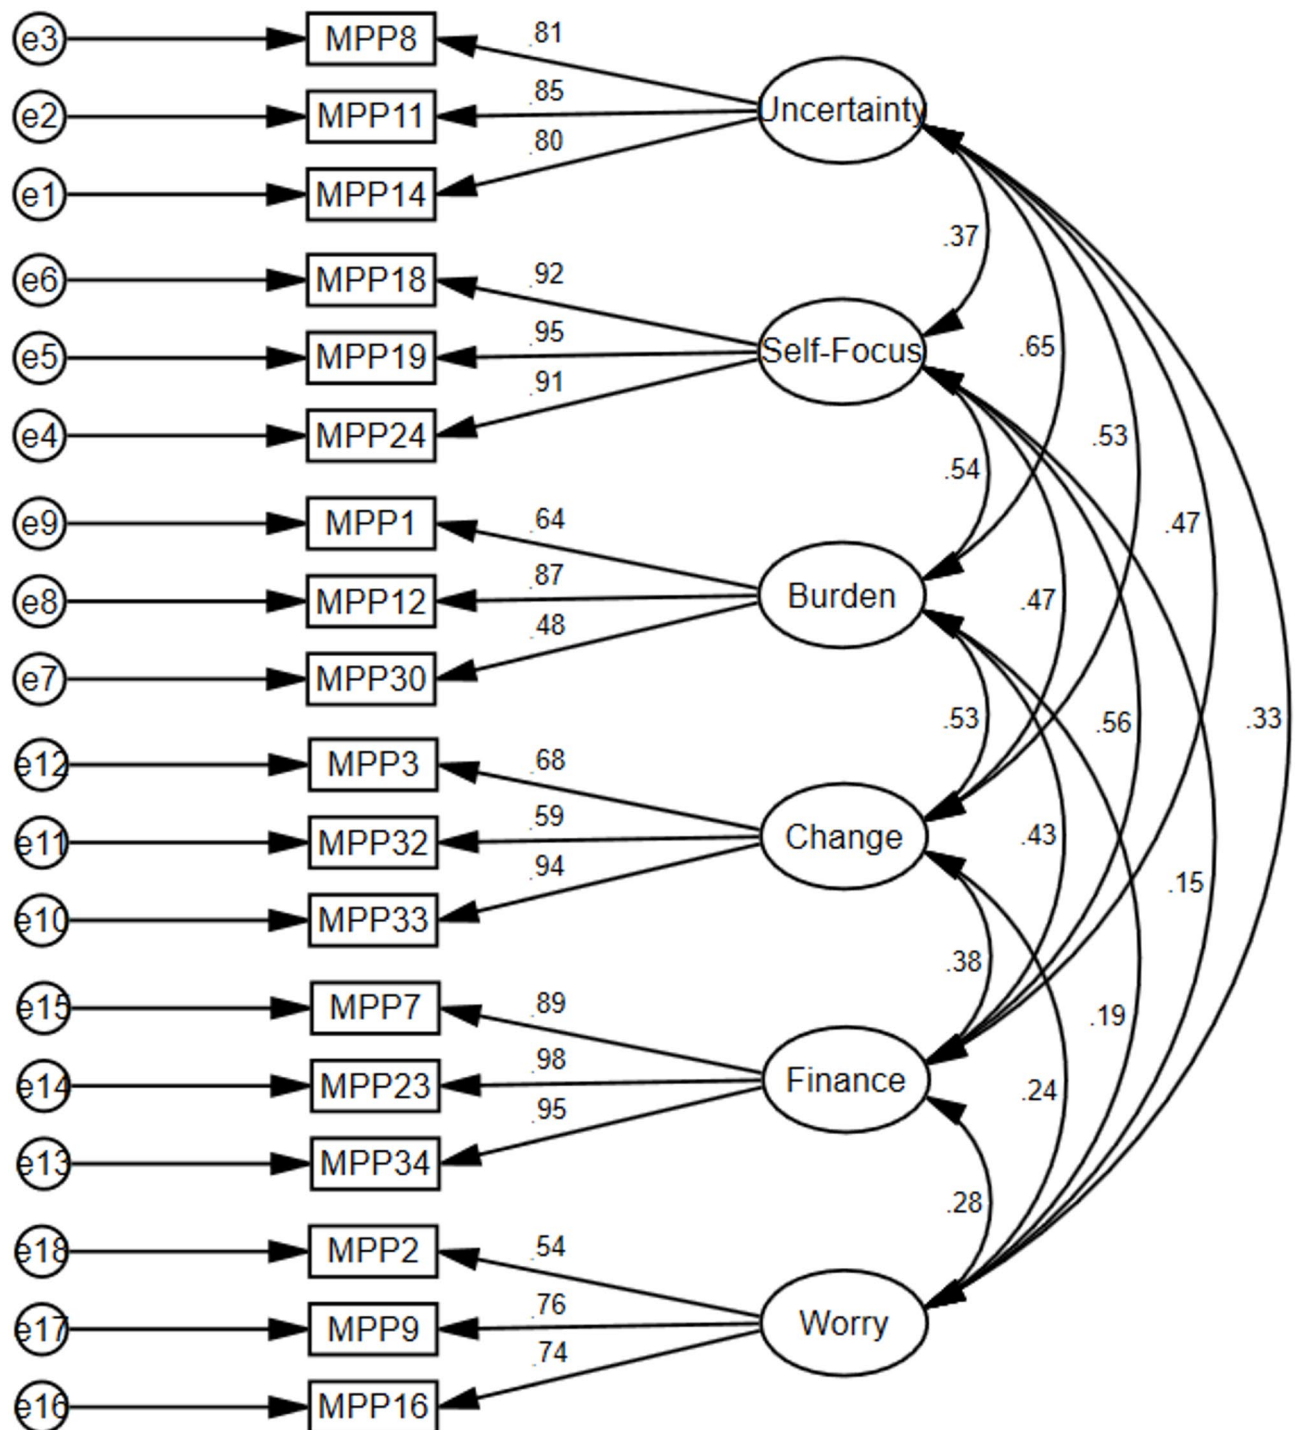 e3 MPP8 .81
e2 MPP11 .85 Uncertainty
e1 MPP14 .80
.37
e6 MPP18 .92
e5 MPP19 .95 Self-Focus .65
e4 MPP24 .91 .53
.54
e9 MPP1 .64 .47
e8 MPP12 .87 Burden .47
e7 MPP30 .48
.53 .56 .33
e12 MPP3 .68
e11 MPP32 .59 Change .43
e10 MPP33 .94 .15
.38
e15 MPP7 .89 .19
e14 MPP23 .98 Finance .24
e13 MPP34 .95
.28
e18 MPP2 .54
e17 MPP9 .76 Worry
e16 MPP16 .74